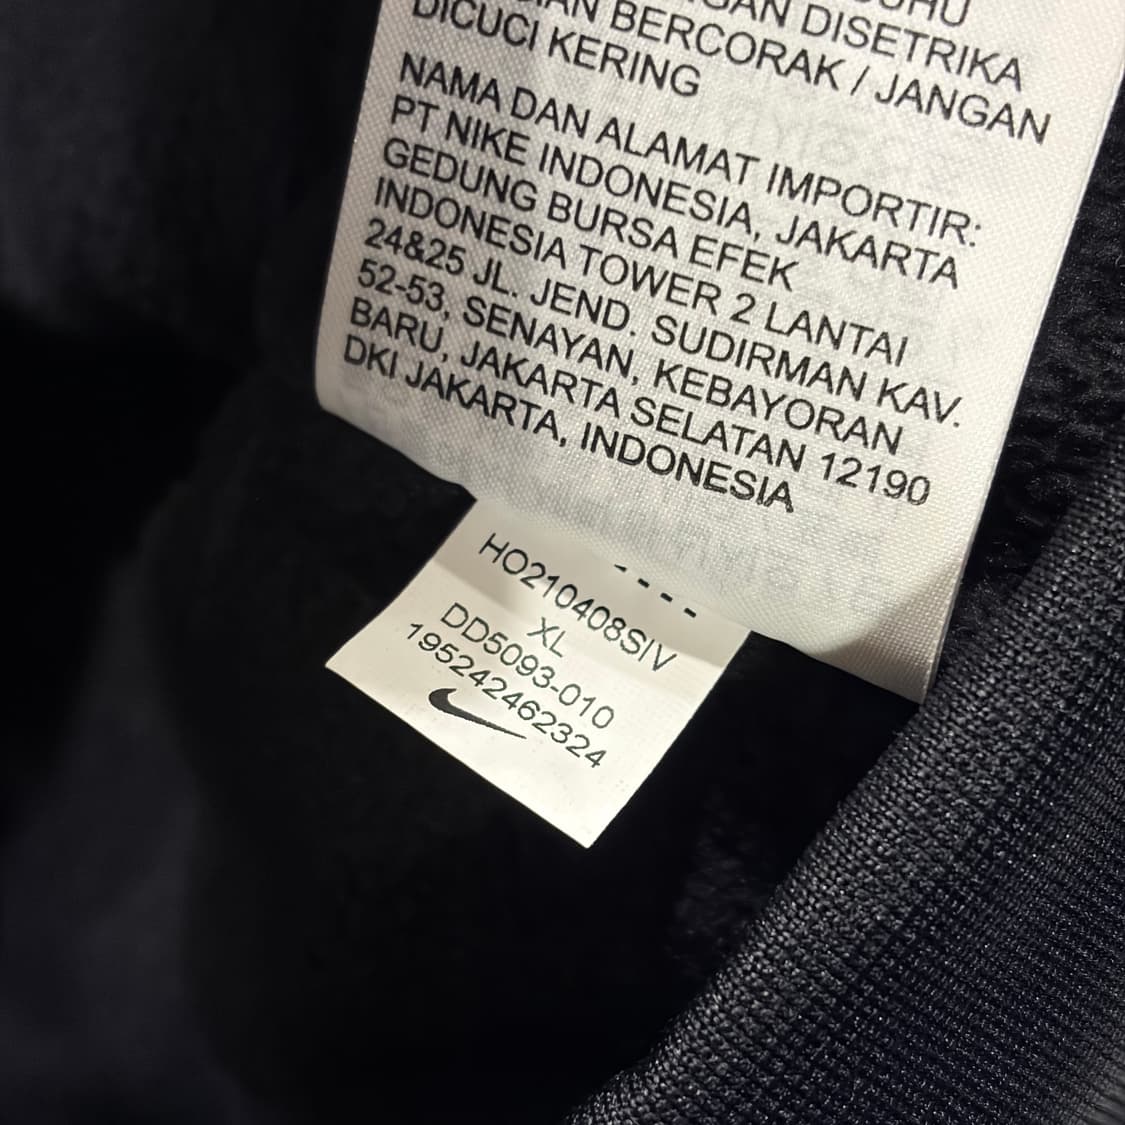 DISETRIKA
BERCORAK / JANGAN
DICUCI KERING
NAMA DAN ALAMAT IMPORTIR:
PT NIKE INDONESIA, JAKARTA
GEDUNG BURSA EFEK
INDONESIA TOWER 2 LANTAI
24&25 JL. JEND. SUDIRMAN KAV.
52-53, SENAYAN, KEBAYORAN
BARU, JAKARTA SELATAN 12190
DKI JAKARTA, INDONESIA
HO210408SIV
XL
DD5093-010
195242462324